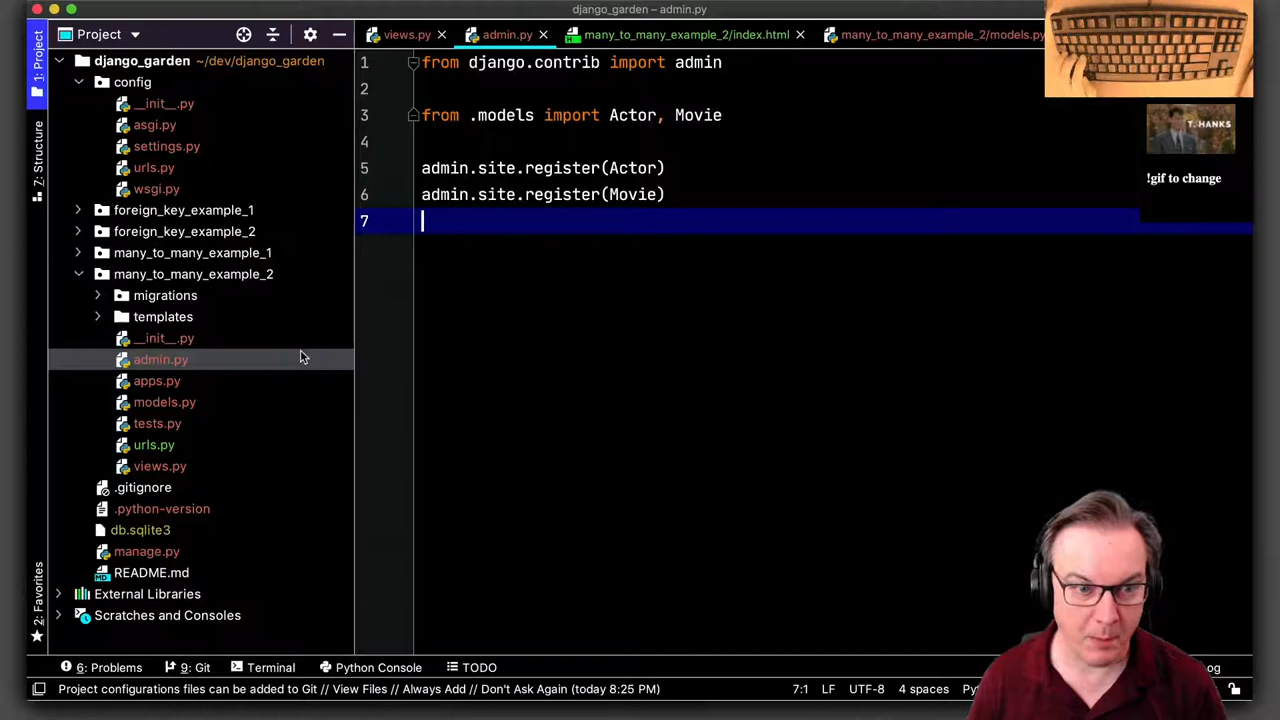 django_garden – admin.py
1: Project
Project
views.py
admin.py
many_to_many_example_2/index.html
many_to_many_example_2/models.py
django_garden ~/dev/django_garden
config
__init__.py
asgi.py
settings.py
urls.py
wsgi.py
foreign_key_example_1
foreign_key_example_2
many_to_many_example_1
many_to_many_example_2
migrations
templates
__init__.py
admin.py
apps.py
models.py
tests.py
urls.py
views.py
.gitignore
.python-version
db.sqlite3
manage.py
README.md
External Libraries
Scratches and Consoles
7: Structure
2: Favorites
1 from django.contrib import admin
2
3 from .models import Actor, Movie
4
5 admin.site.register(Actor)
6 admin.site.register(Movie)
7
T. HANKS
!gif to change
6: Problems
9: Git
Terminal
Python Console
TODO
Project configurations files can be added to Git // View Files // Always Add // Don't Ask Again (today 8:25 PM)
7:1 LF UTF-8 4 spaces